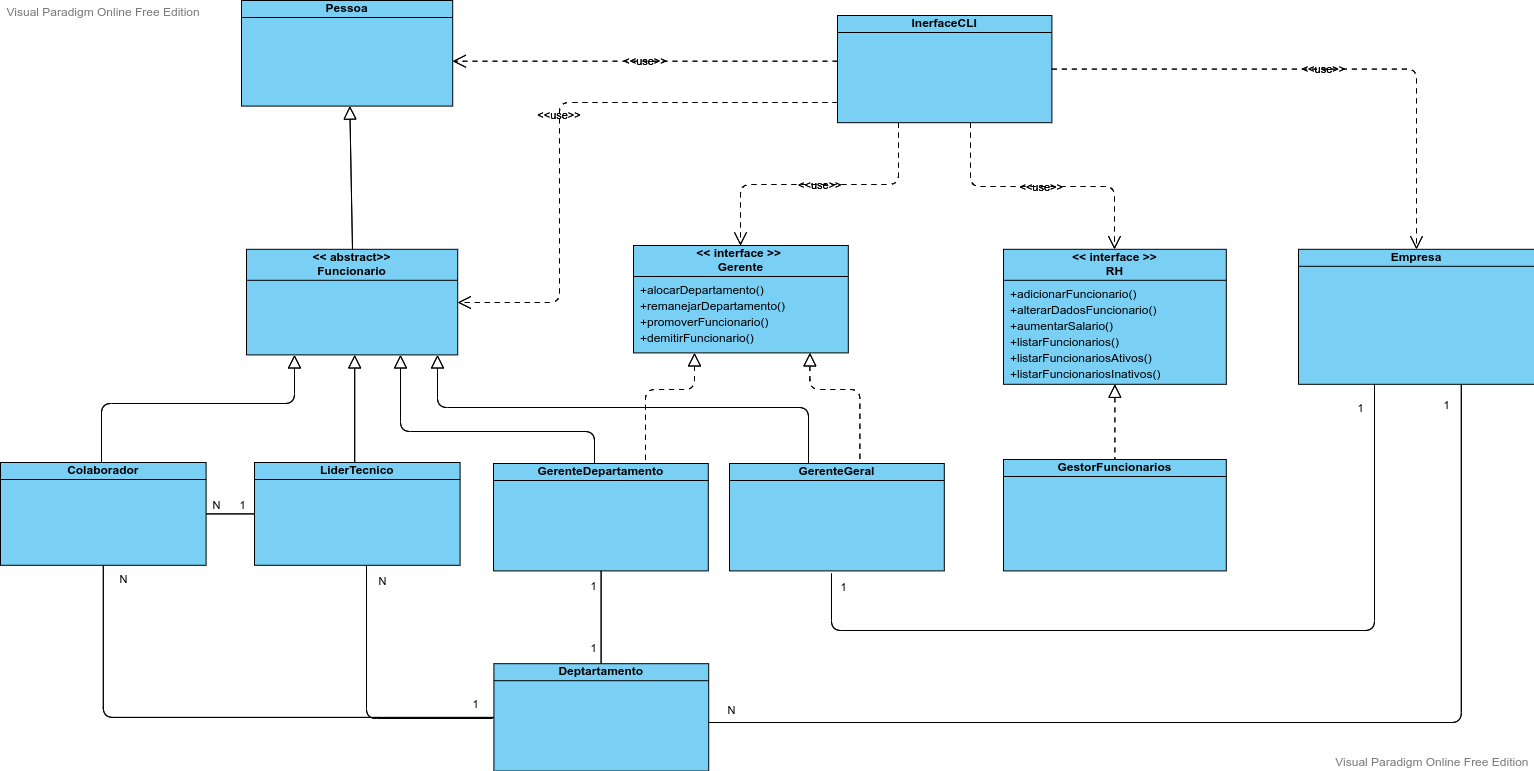 Visual Paradigm Online Free Edition
Pessoa
InerfaceCLI
<<use>>
<<use>>
<<use>>
<<use>>
<<use>>
<< abstract>>
Funcionario
<< interface >>
Gerente
+alocarDepartamento()
+remanejarDepartamento()
+promoverFuncionario()
+demitirFuncionario()
<< interface >>
RH
+adicionarFuncionario()
+alterarDadosFuncionario()
+aumentarSalario()
+listarFuncionarios()
+listarFuncionariosAtivos()
+listarFuncionariosInativos()
Empresa
1
1
Colaborador
LiderTecnico
GerenteDepartamento
GerenteGeral
GestorFuncionarios
N 1
N
N
1
1
1
Deptartamento
1
N
Visual Paradigm Online Free Edition